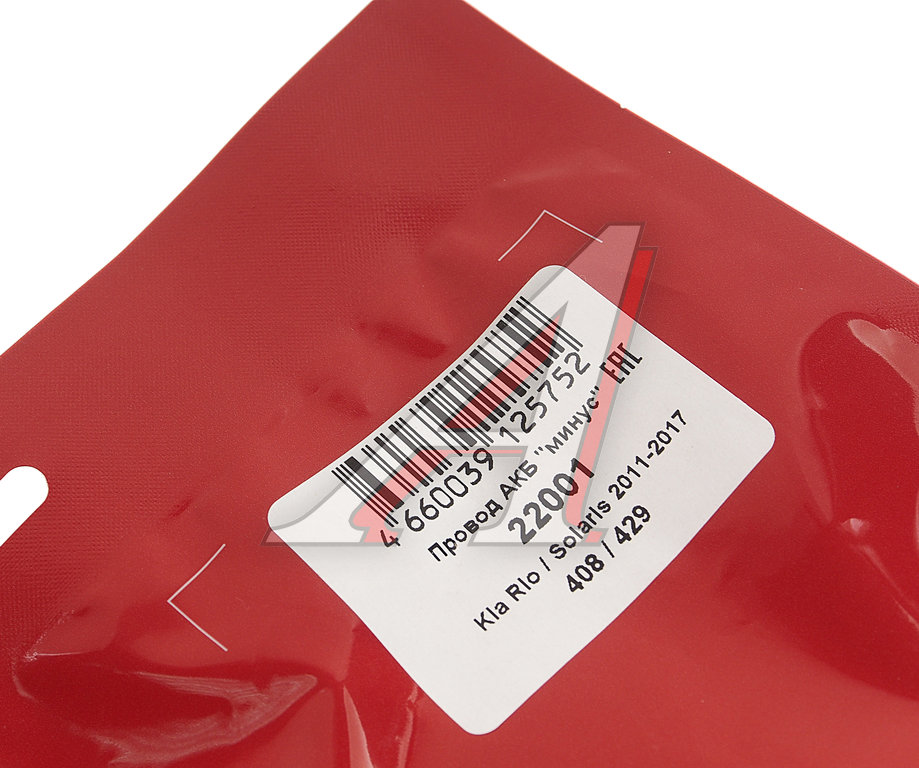 4 660039 125752
Провод АКБ "минус" EAC
22001
Kia Rio / Solaris 2011-2017
408 / 429